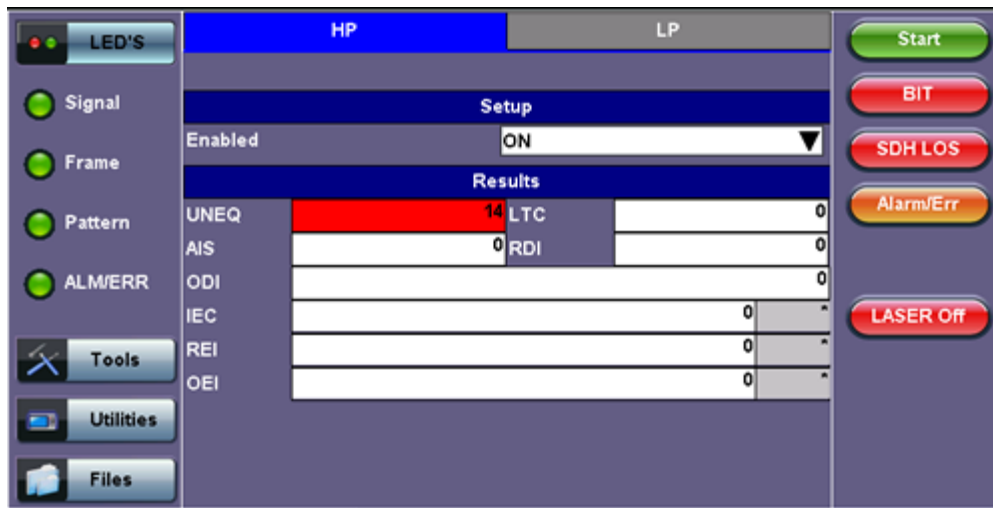 LED'S
Signal
Frame
Pattern
ALM/ERR
Tools
Utilities
Files
HP LP
Setup
Enabled ON
Results
UNEQ 14 LTC 0
AIS 0 RDI 0
ODI 0
IEC 0 *
REI 0 *
OEI 0 *
Start
BIT
SDH LOS
Alarm/Err
LASER Off